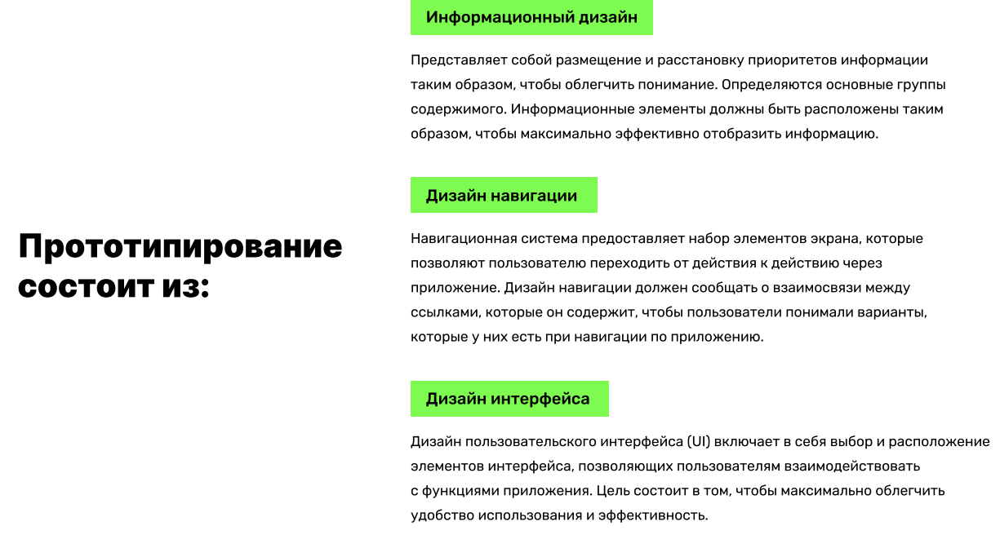 Прототипирование
состоит из:
Информационный дизайн
Представляет собой размещение и расстановку приоритетов информации
таким образом, чтобы облегчить понимание. Определяются основные группы
содержимого. Информационные элементы должны быть расположены таким
образом, чтобы максимально эффективно отобразить информацию.
Дизайн навигации
Навигационная система предоставляет набор элементов экрана, которые
позволяют пользователю переходить от действия к действию через
приложение. Дизайн навигации должен сообщать о взаимосвязи между
ссылками, которые он содержит, чтобы пользователи понимали варианты,
которые у них есть при навигации по приложению.
Дизайн интерфейса
Дизайн пользовательского интерфейса (UI) включает в себя выбор и расположение
элементов интерфейса, позволяющих пользователям взаимодействовать
с функциями приложения. Цель состоит в том, чтобы максимально облегчить
удобство использования и эффективность.